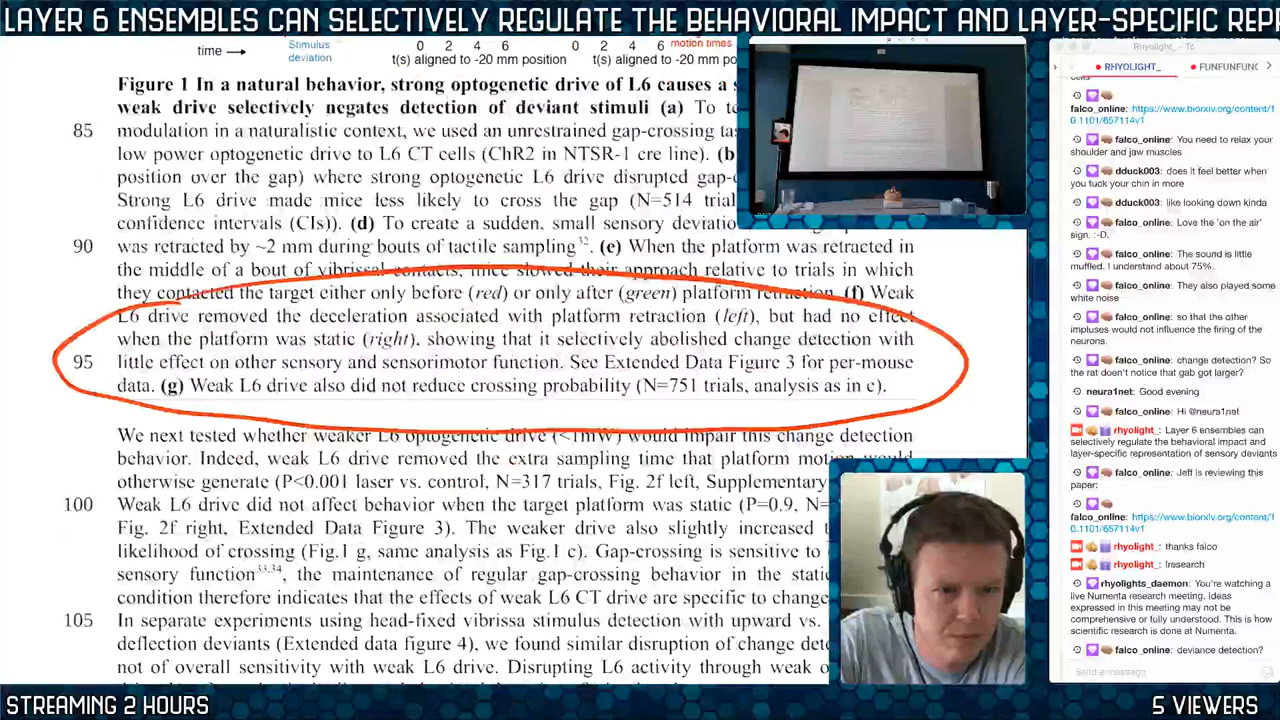 LAYER 6 ENSEMBLES CAN SELECTIVELY REGULATE THE BEHAVIORAL IMPACT AND LAYER-SPECIFIC REP
time
Stimulus
deviation
0 2 4 6 0 2 4 6 motion times
t(s) aligned to -20 mm position t(s) aligned to -20 mm po
Figure 1 In a natural behavior, strong optogenetic drive of L6 causes a s
weak drive selectively negates detection of deviant stimuli (a) To te
85 modulation in a naturalistic context, we used an unrestrained gap-crossing tas
low power optogenetic drive to L6 CT cells (ChR2 in NTSR-1 cre line). (b
position over the gap) where strong optogenetic L6 drive disrupted gap-c
Strong L6 drove made mice less likely to cross the gap (N=514 trial
confidence intervals (CIs)). (d) To create a sudden, small sensory deviatio
90 was retracted by ~2 mm during bouts of tactile sampling32. (e) When the platform was retracted in
the middle of a bout of vibrissal contacts, mice slowed their approach relative to trials in which
they contacted the target either only before (red) or only after (green) platform retraction. (f) Weak
L6 drive removed the deceleration associated with platform retraction (left), but had no effect
when the platform was static (right), showing that it selectively abolished change detection with
95 little effect on other sensory and sensorimotor function. See Extended Data Figure 3 for per-mouse
data. (g) Weak L6 drive also did not reduce crossing probability (N=751 trials, analysis as in c).
We next tested whether weaker L6 optogenetic drive (<1mW) would impair this change detection
behavior. Indeed, weak L6 drive removed the extra sampling time that platform motion would
otherwise generate (P<0.001 laser vs. control, N=317 trials, Fig. 2f left, Supplementary
100 Weak L6 drive did not affect behavior when the target platform was static (P=0.9, N=
Fig. 2f right, Extended Data Figure 3). The weaker drive also slightly increased t
likelihood of crossing (Fig.1 g, same analysis as Fig.1 c). Gap-crossing is sensitive to
sensory function33,34, the maintenance of regular gap-crossing behavior in the stati
condition therefore indicates that the effects of weak L6 CT drive are specific to change
105 In separate experiments using head-fixed vibrissa stimulus detection with upward vs.
deflection deviants (Extended data figure 4), we found similar disruption of change dete
not of overall sensitivity with weak L6 drive. Disrupting L6 activity through weak o
Rhyolight_ - Tc
RHYOLIGHT_ FUNFUNFUNC
cells
falco_online: https://www.biorxiv.org/content/1
0.1101/657114v1
falco_online: You need to relax your
shoulder and jaw muscles
dduck003: does it feel better when
you tuck your chin in more
dduck003: like looking down kinda
falco_online: Love the 'on the air'
sign. :-D.
falco_online: The sound is little
muffled. I understand about 75%.
falco_online: They also played some
white noise
falco_online: so that the other
impluses would not influence the firing of the
neurons.
falco_online: change detection? So
the rat doen't notice that gab got larger?
neura1net: Good evening
falco_online: Hi @neura1net
rhyolight_: Layer 6 ensembles can
selectively regulate the behavioral impact and
layer-specific representation of sensory deviants
falco_online: Jeff is reviewing this
paper:
falco_online: https://www.biorxiv.org/content/1
0.1101/657114v1
rhyolight_: thanks falco
rhyolight_: !research
rhyolights_daemon: You're watching a
live Numenta research meeting. Ideas
expressed in this meeting may not be
comprehensive or fully understood. This is how
scientific research is done at Numenta.
falco_online: deviance detection?
Send a message
STREAMING 2 HOURS
5 VIEWERS